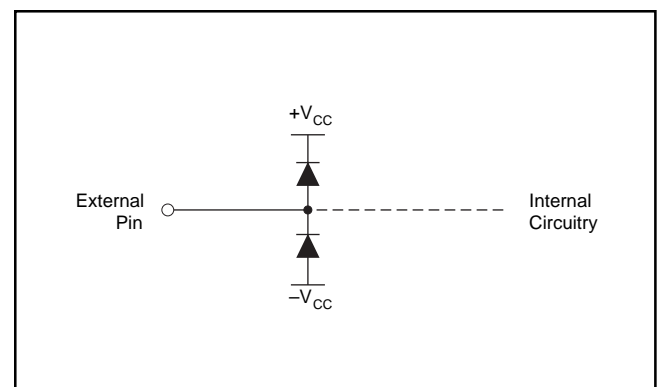 +VCC
External
Pin
Internal
Circuitry
–VCC